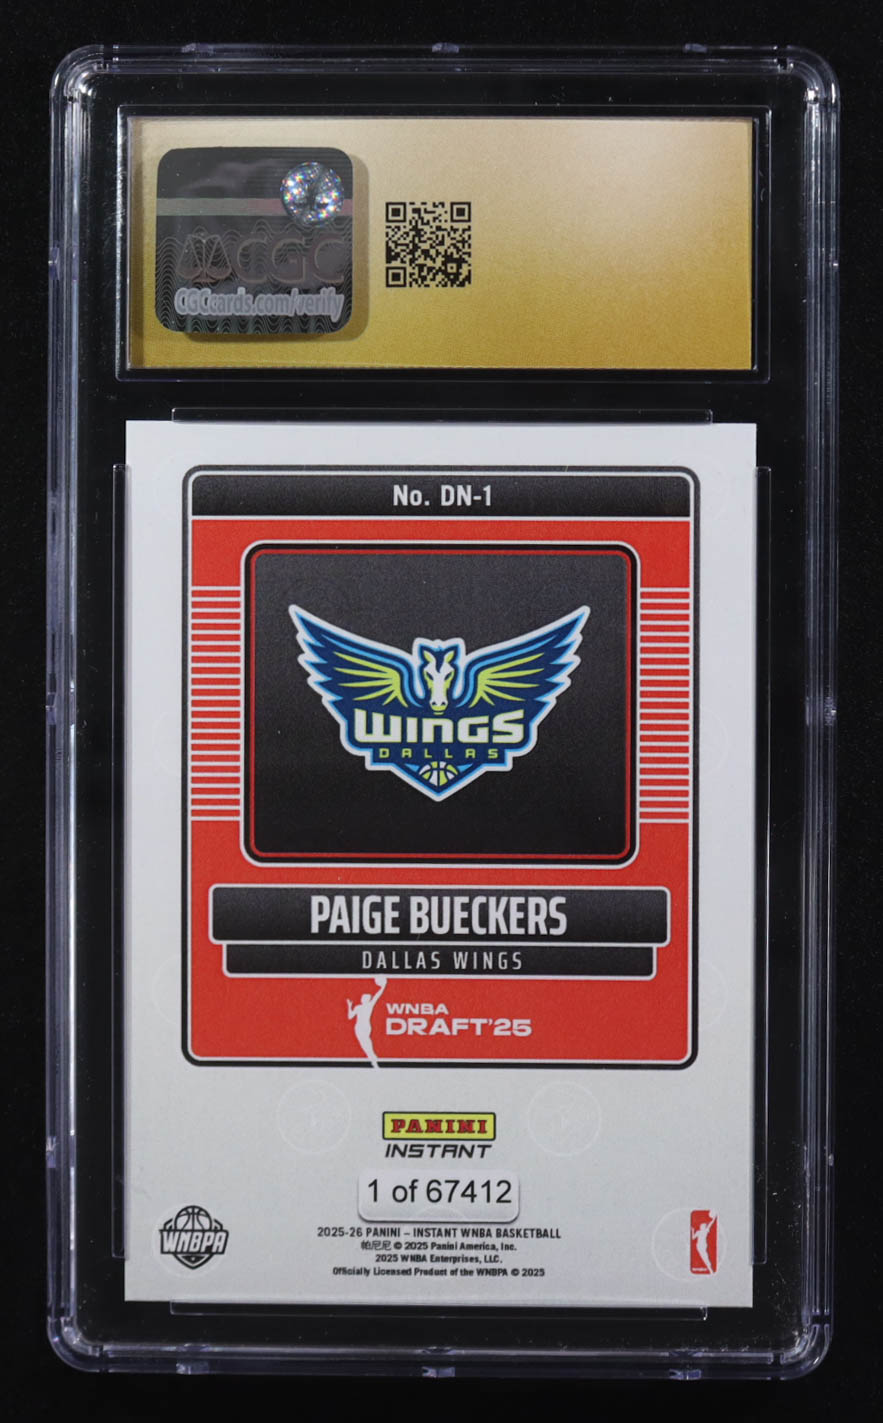 CGC
CGCcards.com/verify
No. DN-1
WINGS
DALLAS
PAIGE BUECKERS
DALLAS WINGS
WNBA
DRAFT'25
PANINI
INSTANT
1 of 67412
WNBPA
2025-26 PANINI – INSTANT WNBA BASKETBALL
帕尼尼 © 2025 Panini America, Inc.
2025 WNBA Enterprises, LLC.
Officially Licensed Product of the WNBPA © 2025